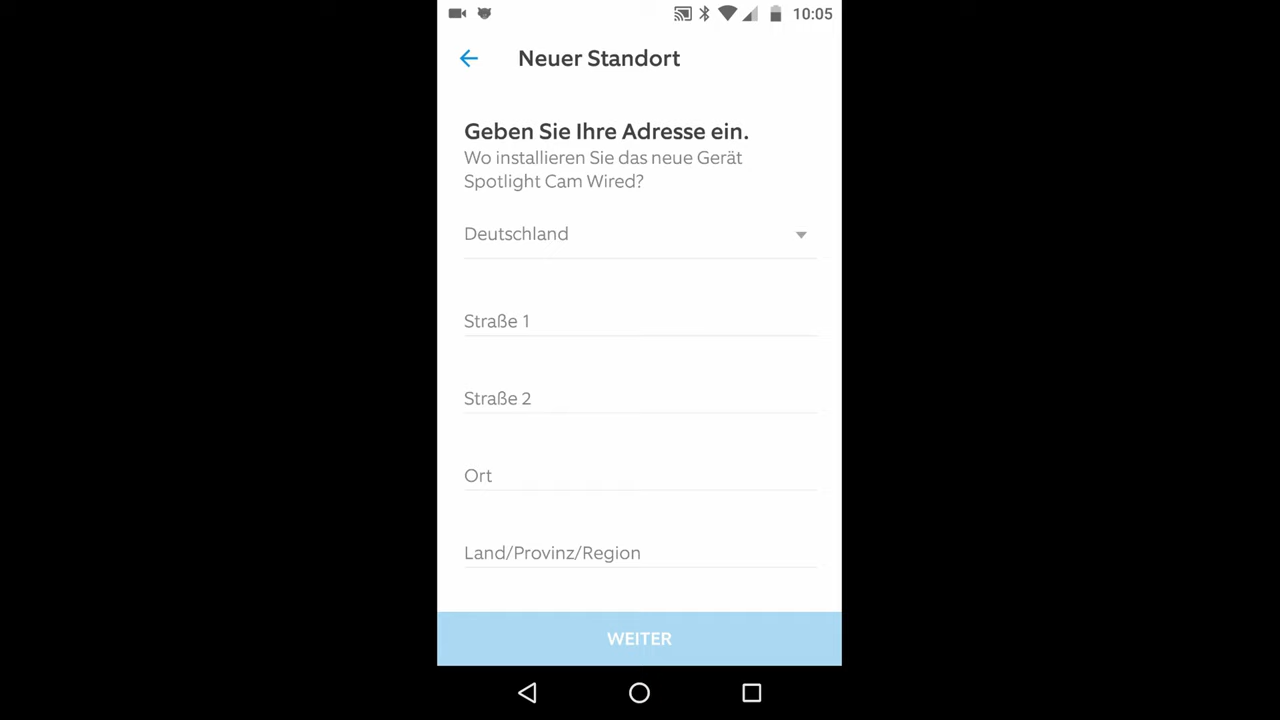 10:05
Neuer Standort
Geben Sie Ihre Adresse ein.
Wo installieren Sie das neue Gerät
Spotlight Cam Wired?
Deutschland
Straße 1
Straße 2
Ort
Land/Provinz/Region
WEITER